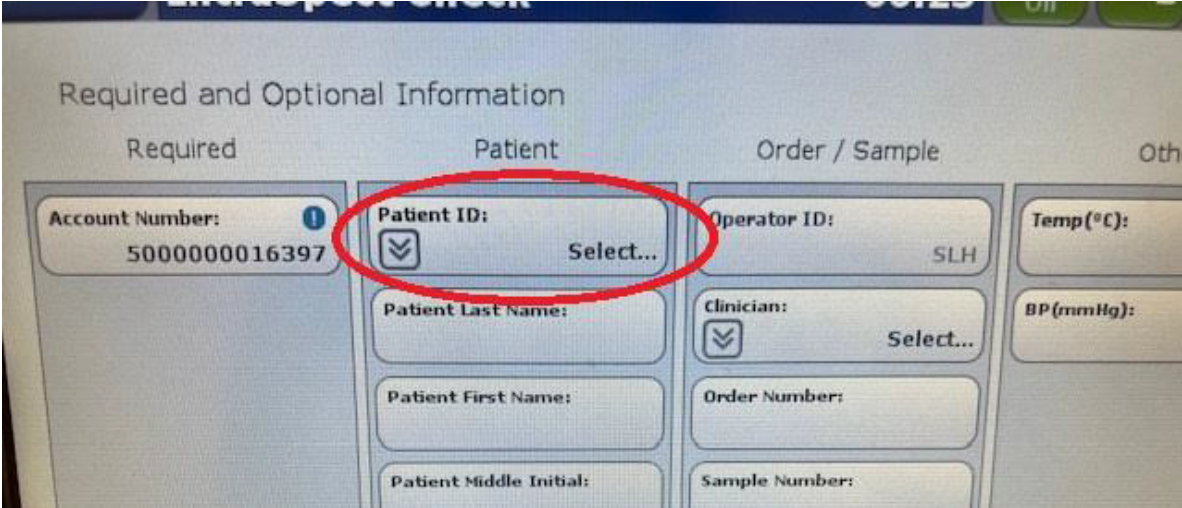 Check
Required and Optional Information
Required Patient Order / Sample
Account Number: Patient ID: Operator ID: Temp(°C):
5000000016397 Select... SLH
Patient Last Name: Clinician: BP(mmHg):
Select...
Patient First Name: Order Number:
Patient Middle Initial: Sample Number: